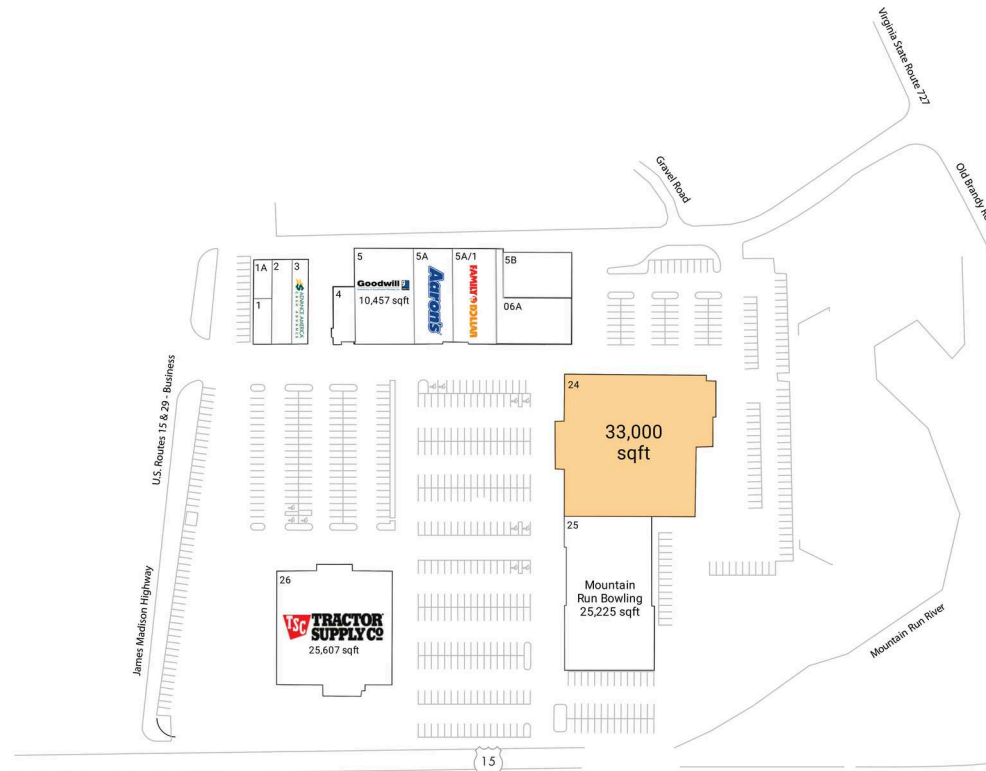 Virginia State Route 727
Gravel Road
Old Brandy
1A
2
3
1
ADVANCE AMERICA
CASH ADVANCE
4
5
Goodwill
10,457 sqft
5A
Aaron's
5A/1
FAMILY DOLLAR
5B
06A
U.S. Routes 15 & 29 - Business
James Madison Highway
24
33,000
sqft
25
Mountain
Run Bowling
25,225 sqft
26
TSC TRACTOR
SUPPLY CO
25,607 sqft
Mountain Run River
15